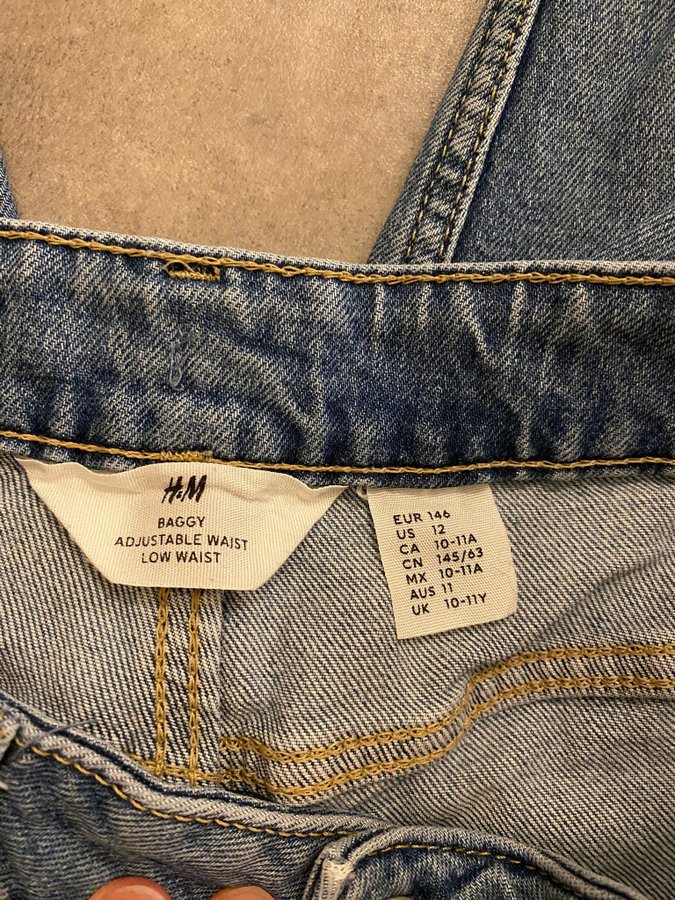 H&M
BAGGY
ADJUSTABLE WAIST
LOW WAIST
EUR 146
US 12
CA 10-11A
CN 145/63
MX 10-11A
AUS 11
UK 10-11Y